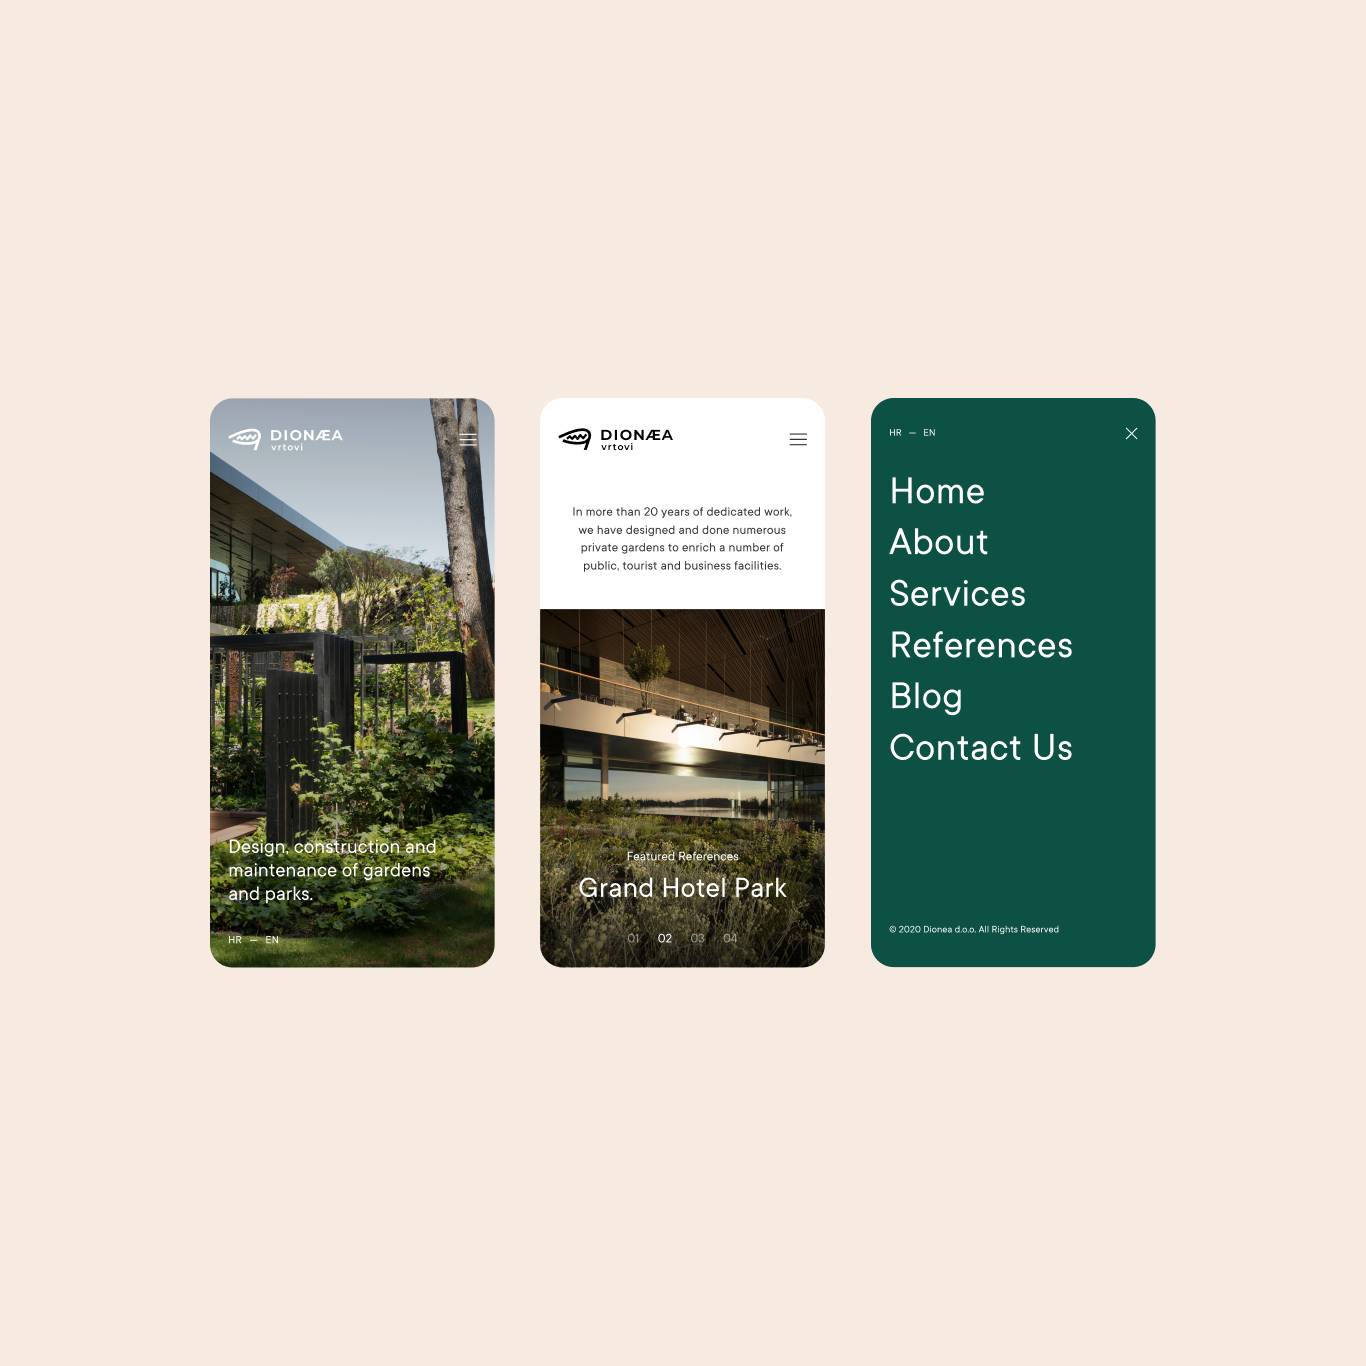 DIONÆA
vrtovi
Design, construction and
maintenance of gardens
and parks.
HR — EN
DIONÆA
vrtovi
In more than 20 years of dedicated work,
we have designed and done numerous
private gardens to enrich a number of
public, tourist and business facilities.
Featured References
Grand Hotel Park
01 02 03 04
HR — EN
Home
About
Services
References
Blog
Contact Us
© 2020 Dionea d.o.o. All Rights Reserved